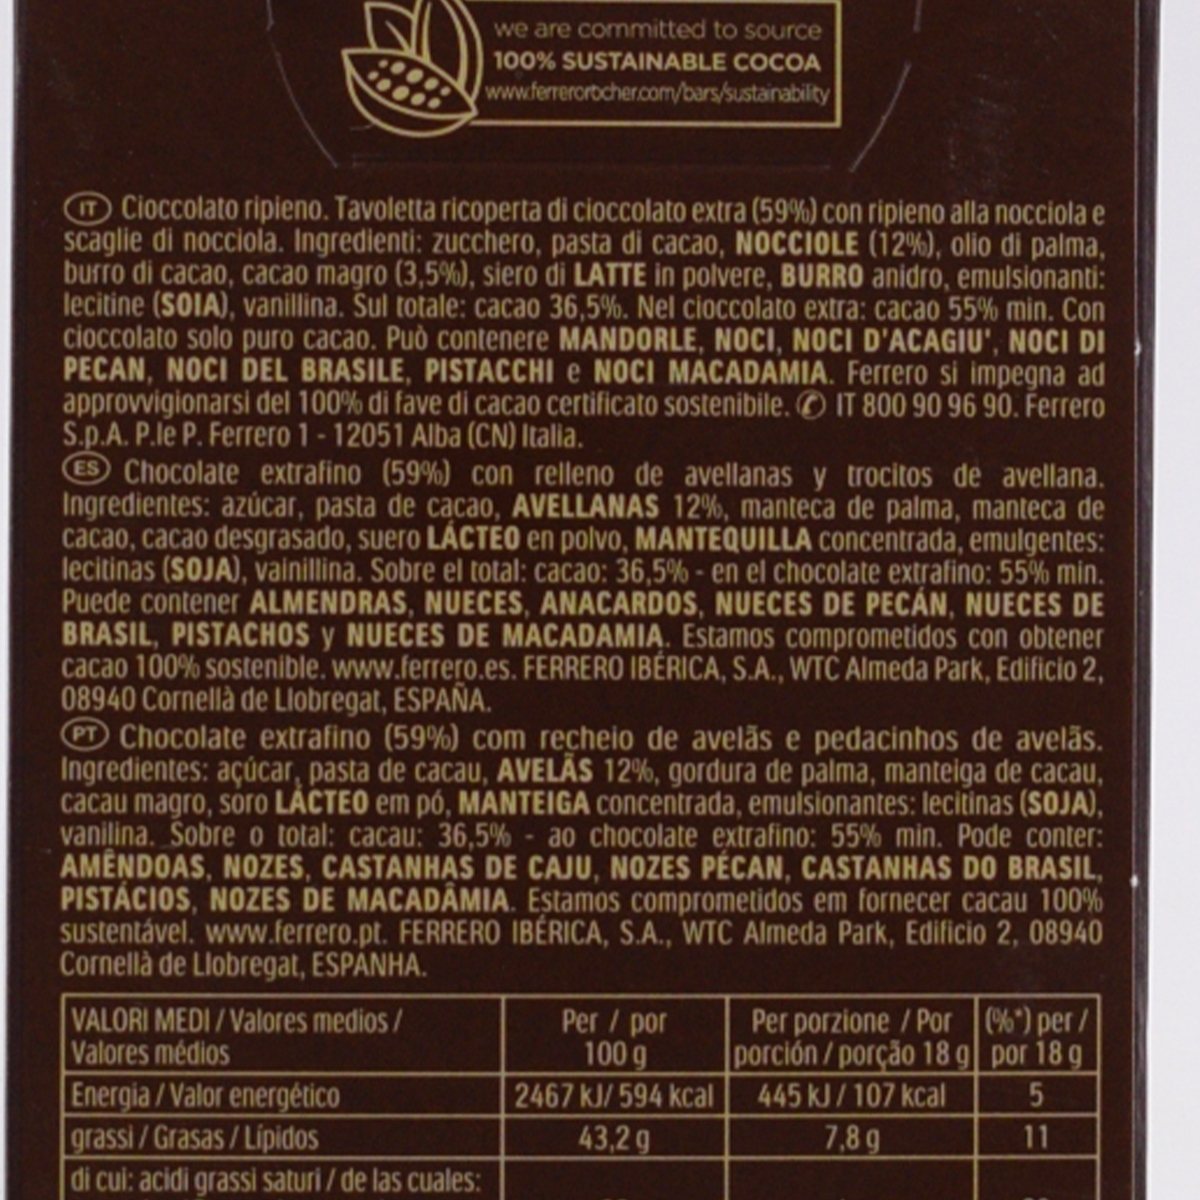 we are committed to source
100% SUSTAINABLE COCOA
www.ferrerorocher.com/bars/sustainability
IT Cioccolato ripieno. Tavoletta ricoperta di cioccolato extra (59%) con ripieno alla nocciola e
scaglie di nocciola. Ingredienti: zucchero, pasta di cacao, NOCCIOLE (12%), olio di palma,
burro di cacao, cacao magro (3,5%), siero di LATTE in polvere, BURRO anidro, emulsionanti:
lecitine (SOIA), vanillina. Sul totale: cacao 36,5%. Nel cioccolato extra: cacao 55% min. Con
cioccolato solo puro cacao. Può contenere MANDORLE, NOCI, NOCI D'ACAGIU', NOCI DI
PECAN, NOCI DEL BRASILE, PISTACCHI e NOCI MACADAMIA. Ferrero si impegna ad
approvvigionarsi del 100% di fave di cacao certificato sostenibile. ✆ IT 800 90 96 90. Ferrero
S.p.A. P.le P. Ferrero 1 - 12051 Alba (CN) Italia.
ES Chocolate extrafino (59%) con relleno de avellanas y trocitos de avellana.
Ingredientes: azúcar, pasta de cacao, AVELLANAS 12%, manteca de palma, manteca de
cacao, cacao desgrasado, suero LÁCTEO en polvo, MANTEQUILLA concentrada, emulgentes:
lecitinas (SOJA), vainillina. Sobre el total: cacao: 36,5% - en el chocolate extrafino: 55% min.
Puede contener ALMENDRAS, NUECES, ANACARDOS, NUECES DE PECÁN, NUECES DE
BRASIL, PISTACHOS y NUECES DE MACADAMIA. Estamos comprometidos con obtener
cacao 100% sostenible. www.ferrero.es. FERRERO IBÉRICA, S.A., WTC Almeda Park, Edificio 2,
08940 Cornellà de Llobregat, ESPAÑA.
PT Chocolate extrafino (59%) com recheio de avelãs e pedacinhos de avelãs.
Ingredientes: açúcar, pasta de cacau, AVELÃS 12%, gordura de palma, manteiga de cacau,
cacau magro, soro LÁCTEO em pó, MANTEIGA concentrada, emulsionantes: lecitinas (SOJA),
vanilina. Sobre o total: cacau: 36,5% - ao chocolate extrafino: 55% min. Pode conter:
AMÊNDOAS, NOZES, CASTANHAS DE CAJU, NOZES PÉCAN, CASTANHAS DO BRASIL,
PISTÁCIOS, NOZES DE MACADÂMIA. Estamos comprometidos em fornecer cacau 100%
sustentável. www.ferrero.pt. FERRERO IBÉRICA, S.A., WTC Almeda Park, Edificio 2, 08940
Cornellà de Llobregat, ESPANHA.
VALORI MEDI / Valores medios / Per / por Per porzione / Por (%*) per /
Valores médios 100 g porción / porção 18 g por 18 g
Energia / Valor energético 2467 kJ/ 594 kcal 445 kJ / 107 kcal 5
grassi / Grasas / Lípidos 43,2 g 7,8 g 11
di cui: acidi grassi saturi / de las cuales: